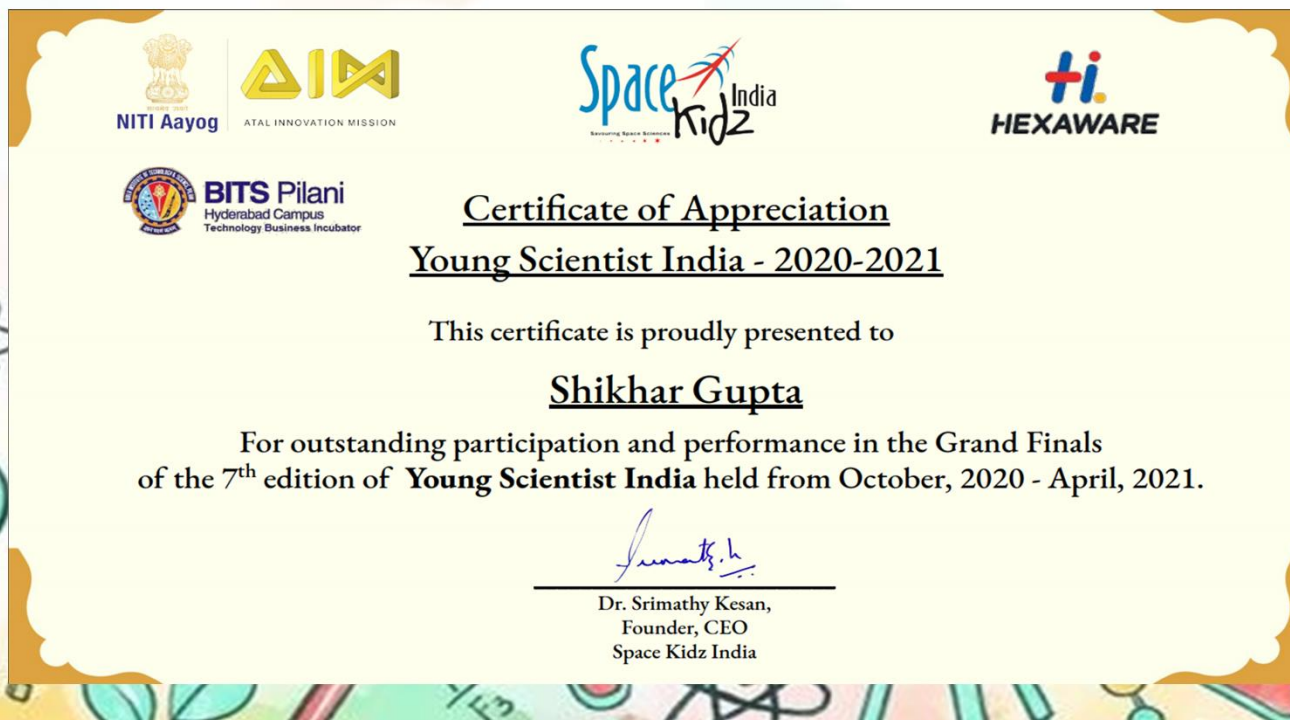 NITI Aayog
ATAL INNOVATION MISSION
Space
Kidz
India
Savouring Space Sciences
Hi.
HEXAWARE
BITS Pilani
Hyderabad Campus
Technology Business Incubator
Certificate of Appreciation
Young Scientist India - 2020-2021
This certificate is proudly presented to
Shikhar Gupta
For outstanding participation and performance in the Grand Finals
of the 7th edition of Young Scientist India held from October, 2020 - April, 2021.
Dr. Srimathy Kesan,
Founder, CEO
Space Kidz India